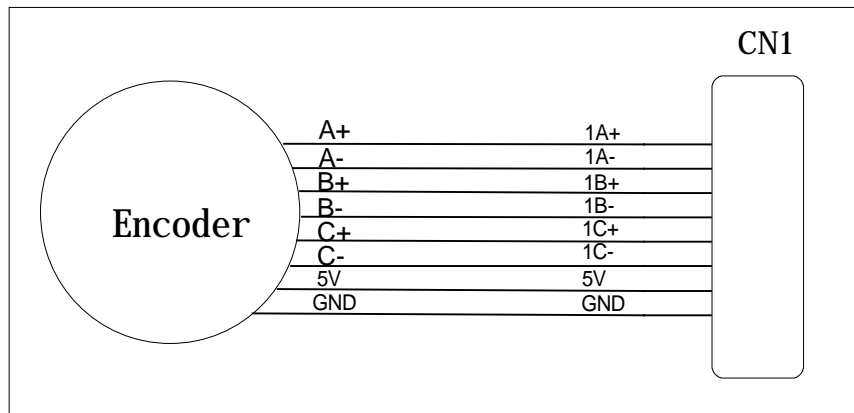 CN1
A+ 1A+
A- 1A-
B+ 1B+
B- 1B-
Encoder
C+ 1C+
C- 1C-
5V 5V
GND GND